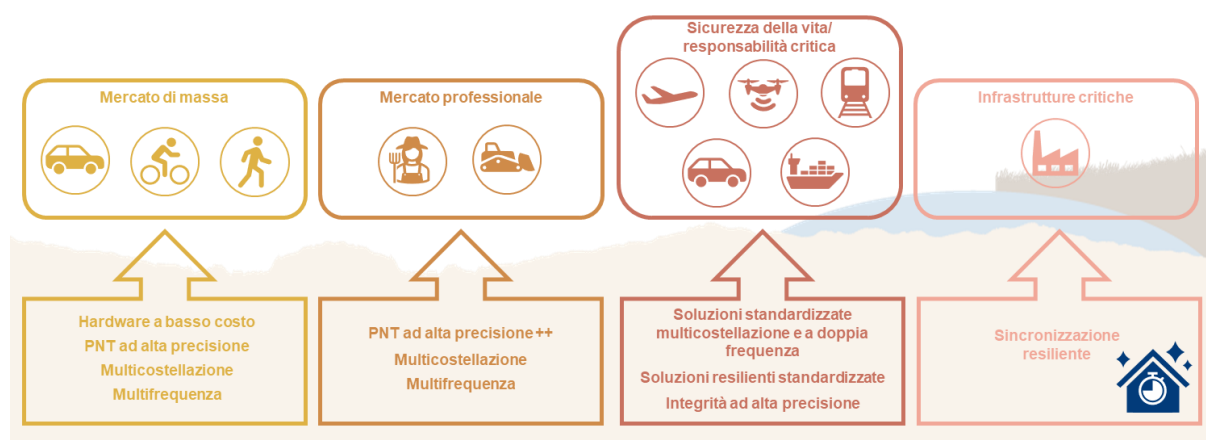 Mercato di massa
Mercato professionale
Sicurezza della vita/
responsabilità critica
Infrastrutture critiche
Hardware a basso costo
PNT ad alta precisione
Multicostellazione
Multifrequenza
PNT ad alta precisione ++
Multicostellazione
Multifrequenza
Soluzioni standardizzate
multicostellazione e a doppia
frequenza
Soluzioni resilienti standardizzate
Integrità ad alta precisione
Sincronizzazione
resiliente